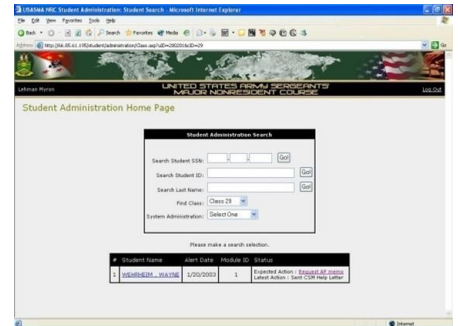 USASMA NRC Student Administration: Student Search - Microsoft Internet Explorer
File Edit View Favorites Tools Help
Back Search Favorites Media
Address Go
UNITED STATES ARMY SERGEANTS
MAJOR NONRESIDENT COURSE
Lehman Myron Log Out
Student Administration Home Page
Student Administration Search
Search Student SSN: . . Go!
Search Student ID: Go!
Search Last Name: Go!
Find Class: Class 29
System Administration: Select One
Please make a search selection.
# Student Name Alert Date Module ID Status
1 WEHRHEIM , WAYNE 1/20/2003 1 Expected Action : Request AF memo
Latest Action : Sent CSM Help Letter
Internet